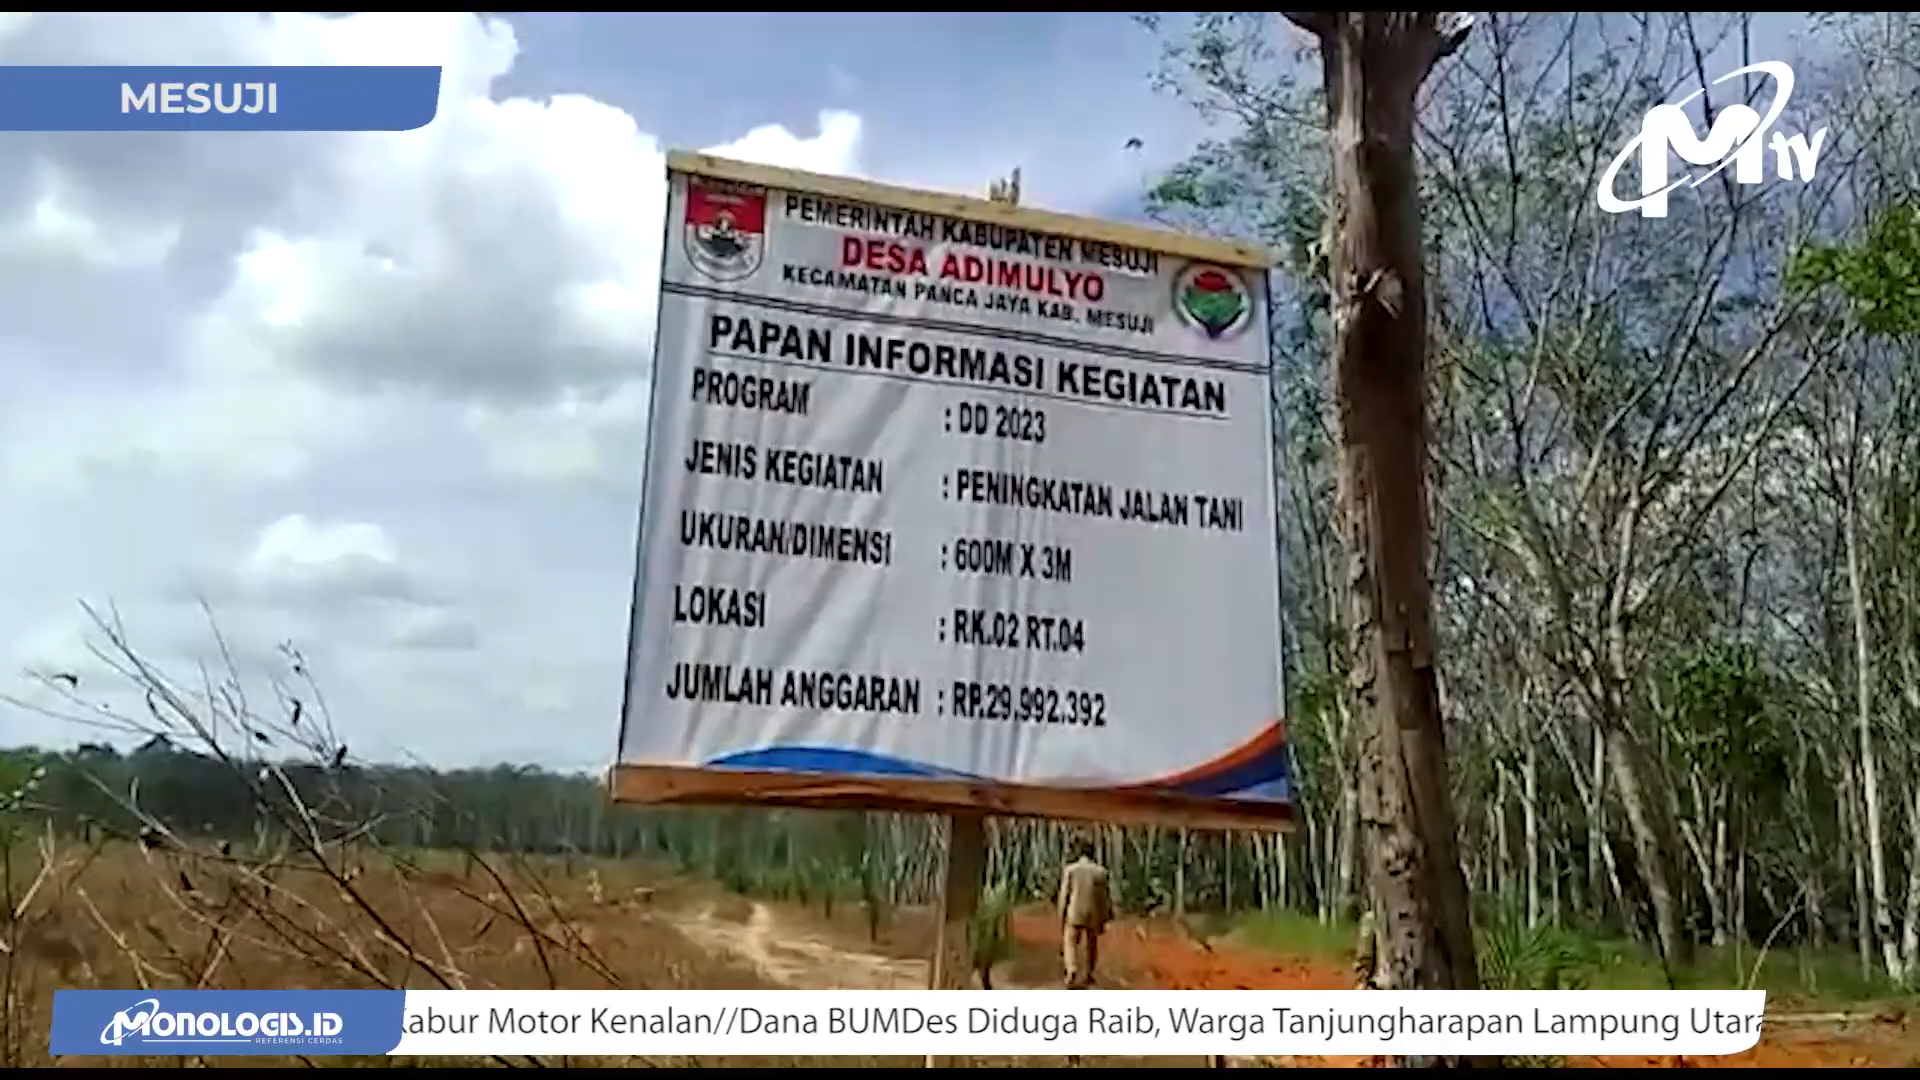 MESUJI
M TV
PEMERINTAH KABUPATEN MESUJI
DESA ADIMULYO
KECAMATAN PANCA JAYA KAB. MESUJI
PAPAN INFORMASI KEGIATAN
PROGRAM : DD 2023
JENIS KEGIATAN : PENINGKATAN JALAN TANI
UKURAN/DIMENSI : 600M X 3M
LOKASI : RK.02 RT.04
JUMLAH ANGGARAN : RP.29.992.392
MONOLOGIS.ID
REFERENSI CERDAS
Kabur Motor Kenalan//Dana BUMDes Diduga Raib, Warga Tanjungharapan Lampung Utara